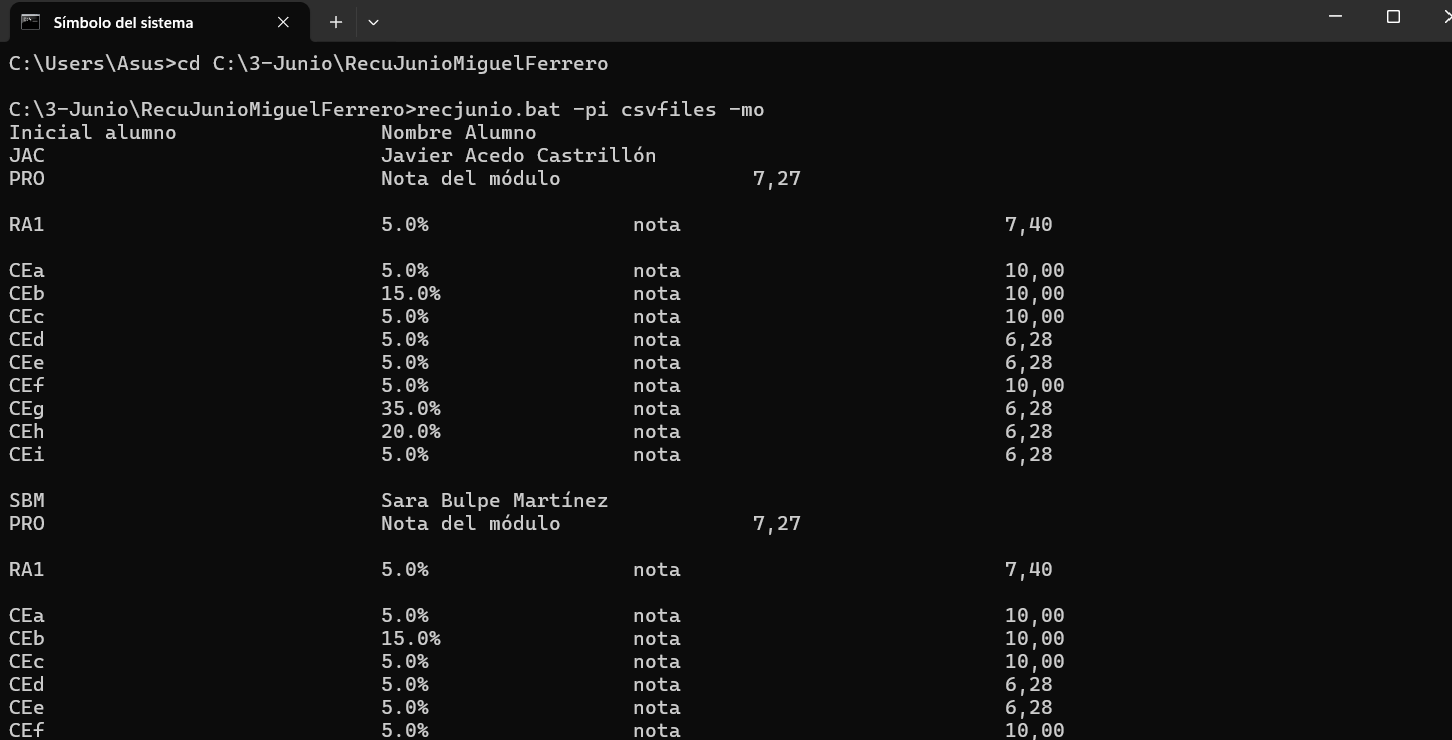 Símbolo del sistema
C:\Users\Asus>cd C:\3-Junio\RecuJunioMiguelFerrero
C:\3-Junio\RecuJunioMiguelFerrero>recjunio.bat -pi csvfiles -mo
Inicial alumno Nombre Alumno
JAC Javier Acedo Castrillón
PRO Nota del módulo 7,27
RA1 5.0% nota 7,40
CEa 5.0% nota 10,00
CEb 15.0% nota 10,00
CEc 5.0% nota 10,00
CEd 5.0% nota 6,28
CEe 5.0% nota 6,28
CEf 5.0% nota 10,00
CEg 35.0% nota 6,28
CEh 20.0% nota 6,28
CEi 5.0% nota 6,28
SBM Sara Bulpe Martínez
PRO Nota del módulo 7,27
RA1 5.0% nota 7,40
CEa 5.0% nota 10,00
CEb 15.0% nota 10,00
CEc 5.0% nota 10,00
CEd 5.0% nota 6,28
CEe 5.0% nota 6,28
CEf 5.0% nota 10,00